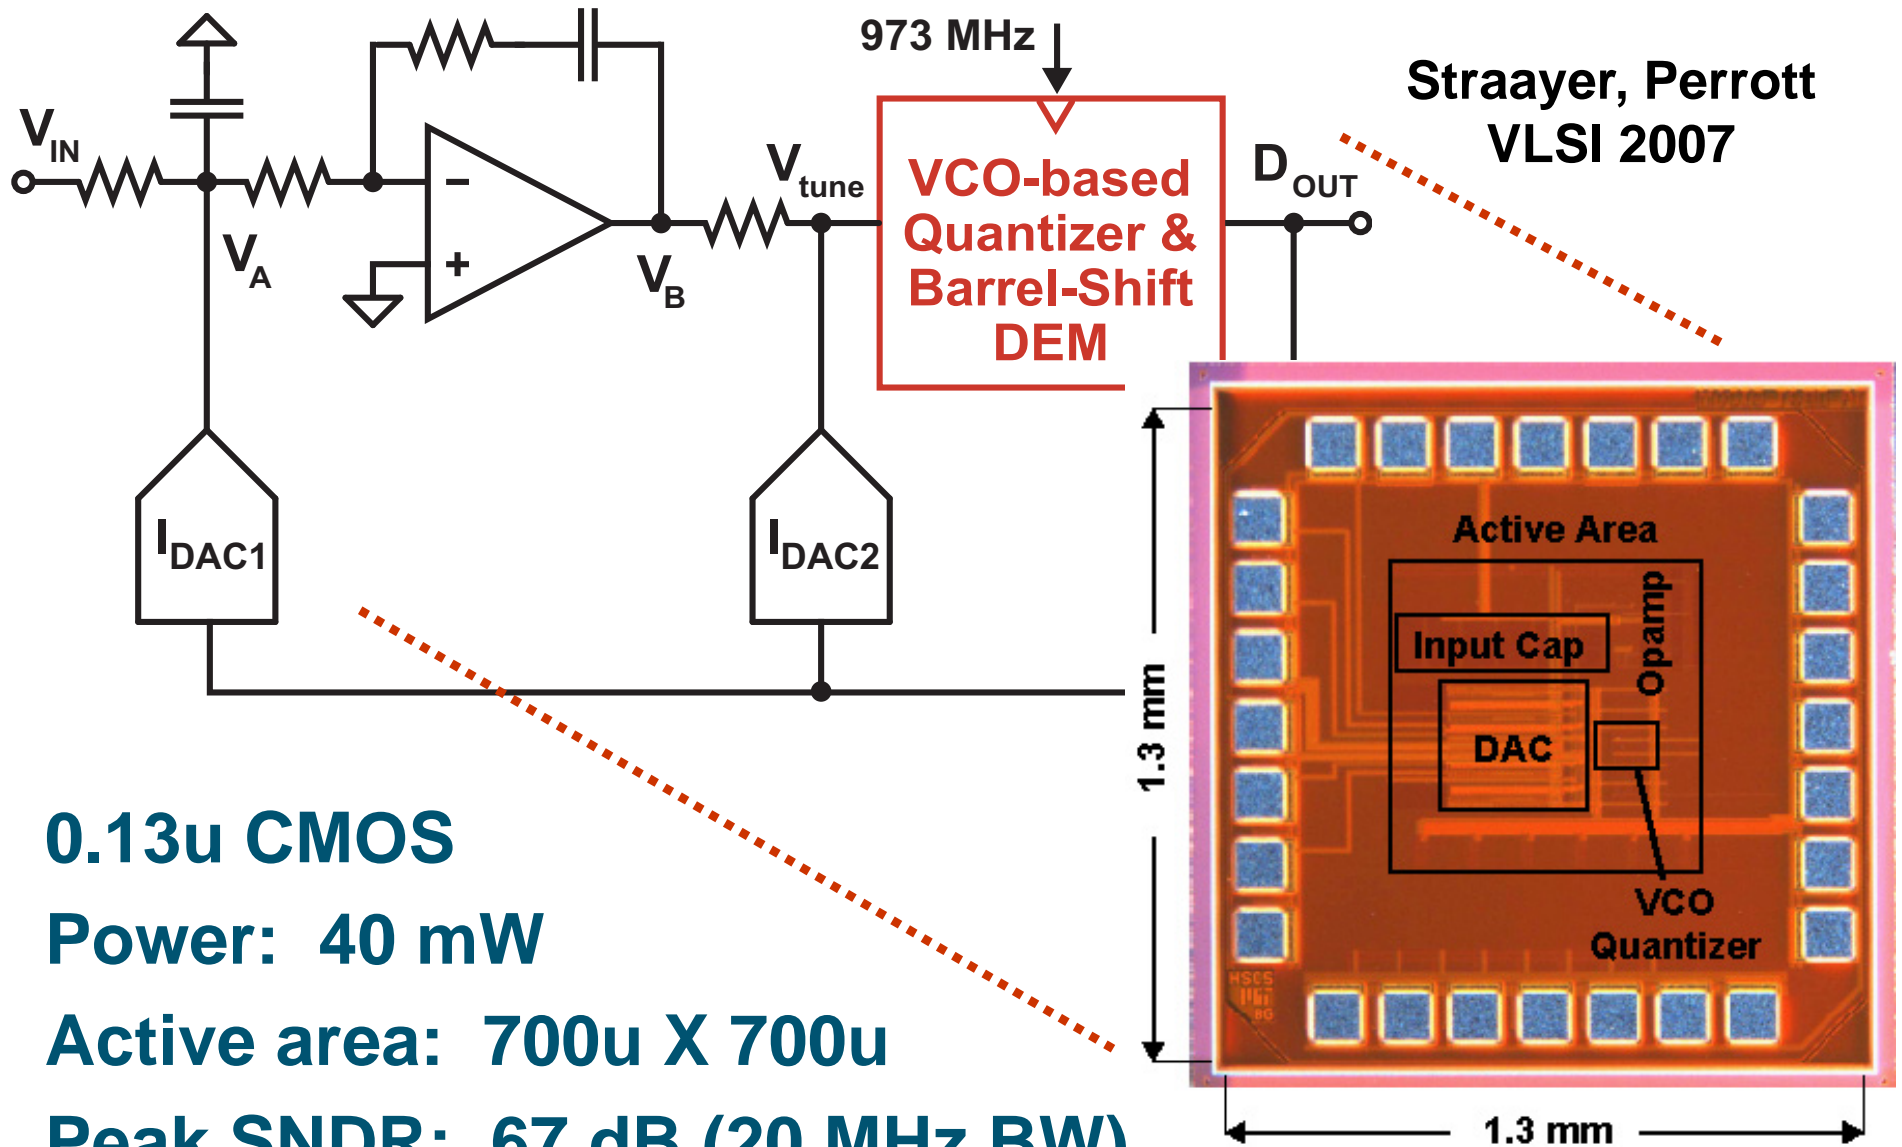 973 MHz
Straayer, Perrott
VLSI 2007
VIN
VA
−
+
VB
Vtune
VCO-based
Quantizer &
Barrel-Shift
DEM
DOUT
IDAC1
IDAC2
Active Area
Input Cap
Opamp
DAC
VCO
Quantizer
HSCS
BG
1.3 mm
1.3 mm
0.13u CMOS
Power: 40 mW
Active area: 700u X 700u
Peak SNDR: 67 dB (20 MHz BW)